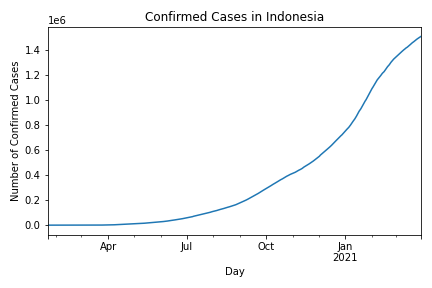 Confirmed Cases in Indonesia
1e6
Number of Confirmed Cases
1.4
1.2
1.0
0.8
0.6
0.4
0.2
0.0
Apr
Jul
Oct
Jan
2021
Day